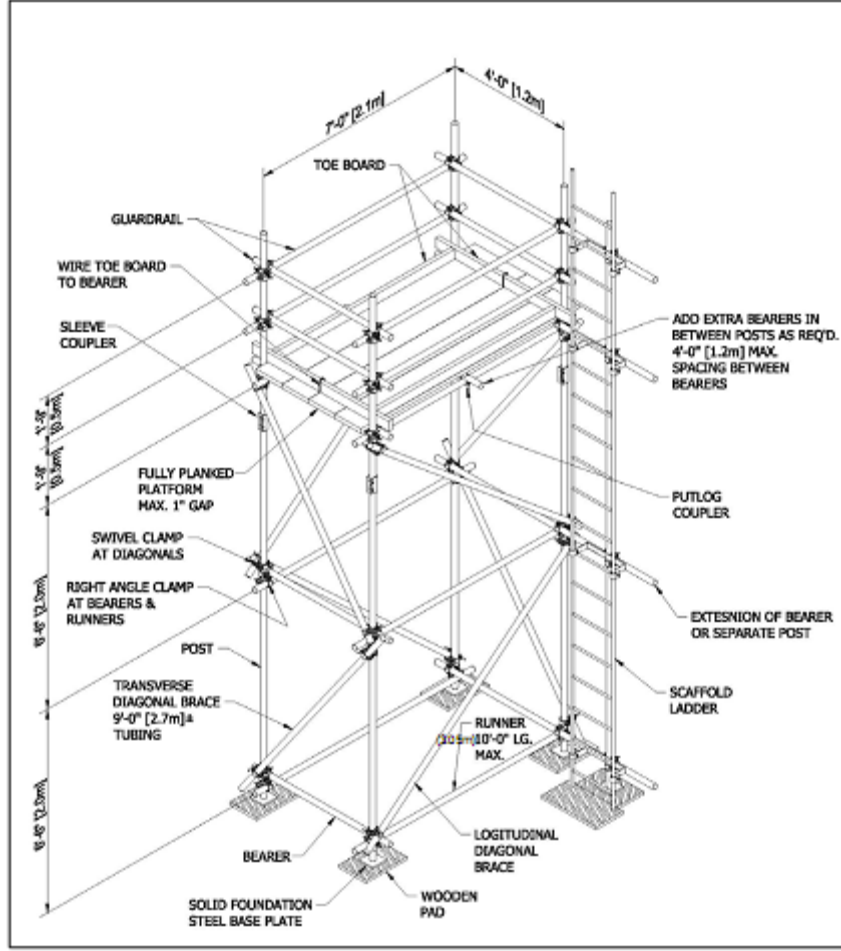 7'-0" [2.1m]
4'-0" [1.2m]
TOE BOARD
GUARDRAIL
WIRE TOE BOARD
TO BEARER
SLEEVE
COUPLER
ADD EXTRA BEARERS IN
BETWEEN POSTS AS REQ'D.
4'-0" [1.2m] MAX.
SPACING BETWEEN
BEARERS
FULLY PLANKED
PLATFORM
MAX. 1" GAP
PUTLOG
COUPLER
SWIVEL CLAMP
AT DIAGONALS
RIGHT ANGLE CLAMP
AT BEARERS &
RUNNERS
EXTESNION OF BEARER
OR SEPARATE POST
POST
SCAFFOLD
LADDER
TRANSVERSE
DIAGONAL BRACE
9'-0" [2.7m]±
TUBING
RUNNER
10'-0" LG.
MAX.
BEARER
LOGITUDINAL
DIAGONAL
BRACE
SOLID FOUNDATION
STEEL BASE PLATE
WOODEN
PAD